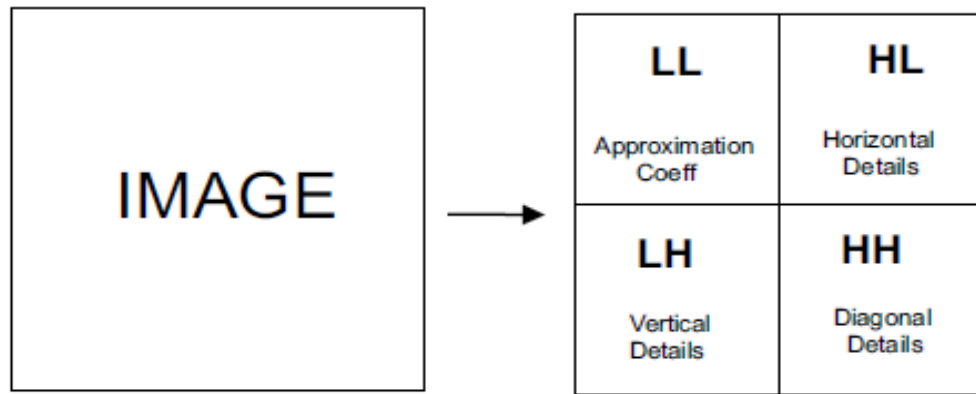 IMAGE
LL
Approximation
Coeff
HL
Horizontal
Details
LH
Vertical
Details
HH
Diagonal
Details